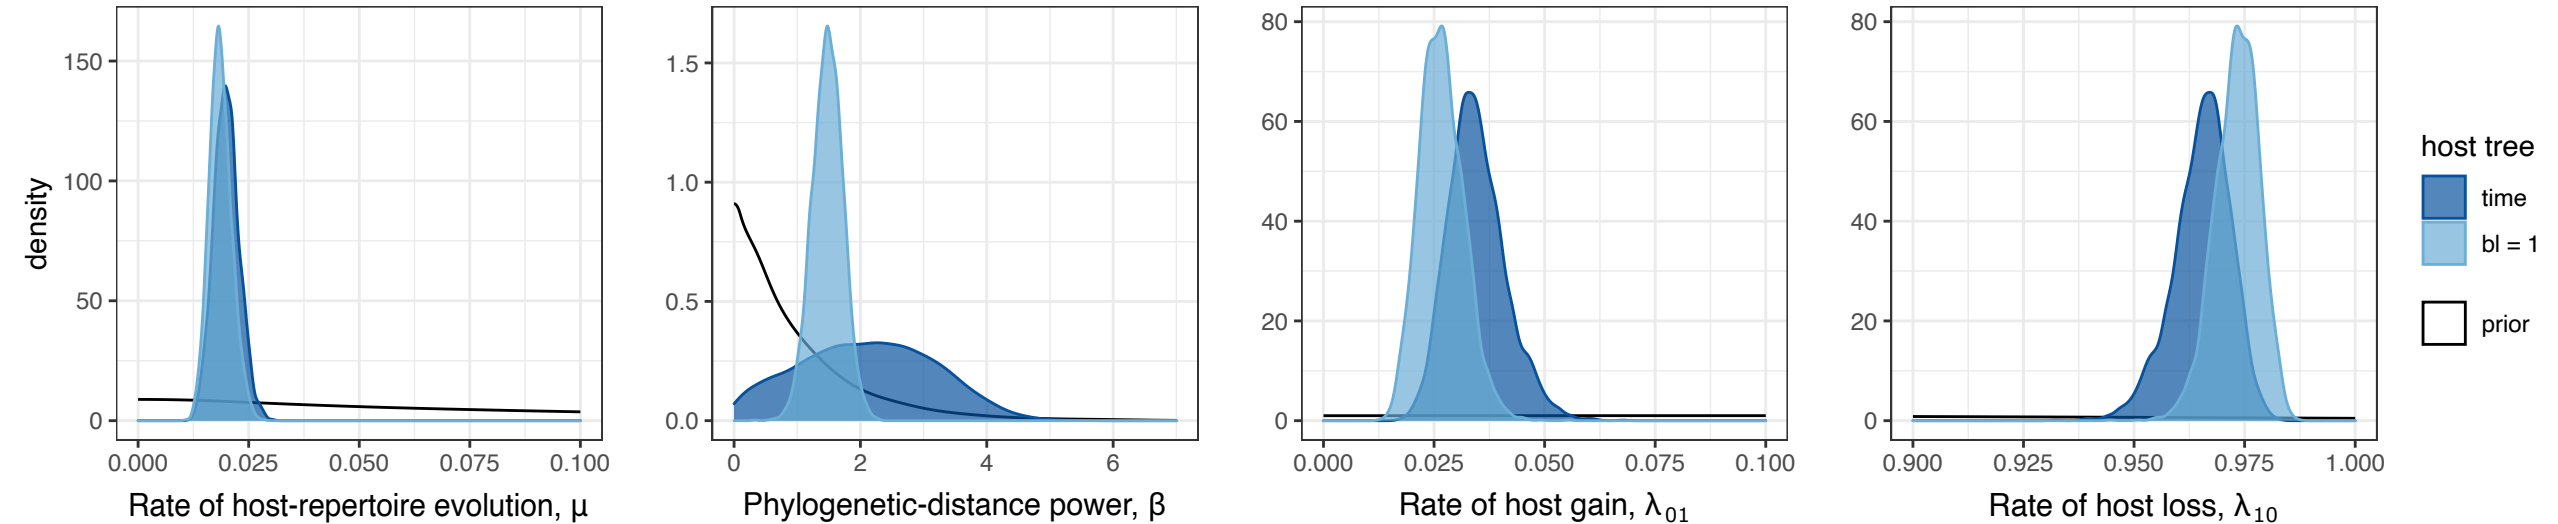 density
150
100
50
0
0.000 0.025 0.050 0.075 0.100
Rate of host-repertoire evolution, μ
1.5
1.0
0.5
0.0
0 2 4 6
Phylogenetic-distance power, β
80
60
40
20
0
0.000 0.025 0.050 0.075 0.100
Rate of host gain, λ01
80
60
40
20
0
0.900 0.925 0.950 0.975 1.000
Rate of host loss, λ10
host tree
time
bl = 1
prior